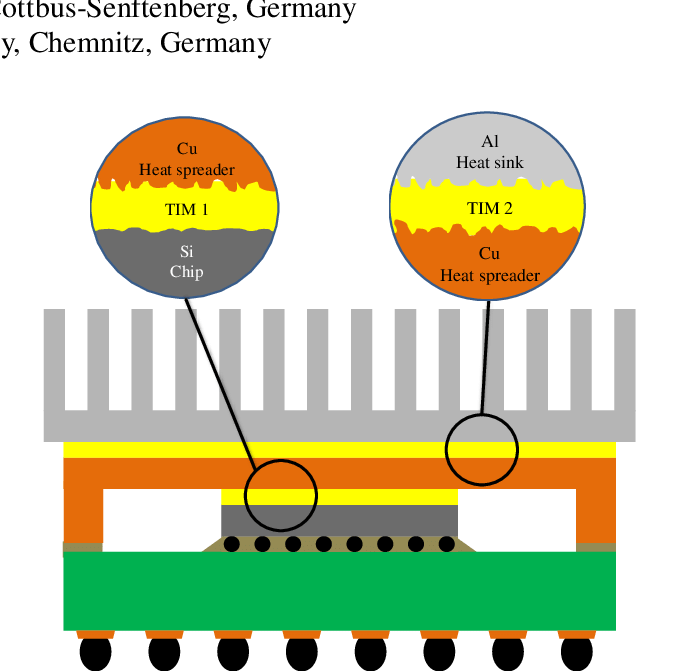 Cottbus-Senftenberg, Germany
y, Chemnitz, Germany
Cu
Heat spreader
TIM 1
Si
Chip
Al
Heat sink
TIM 2
Cu
Heat spreader